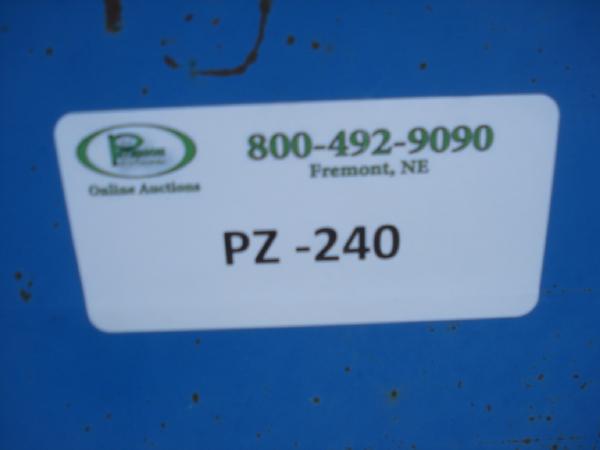 800-492-9090
Fremont, NE
Online Auctions
PZ -240